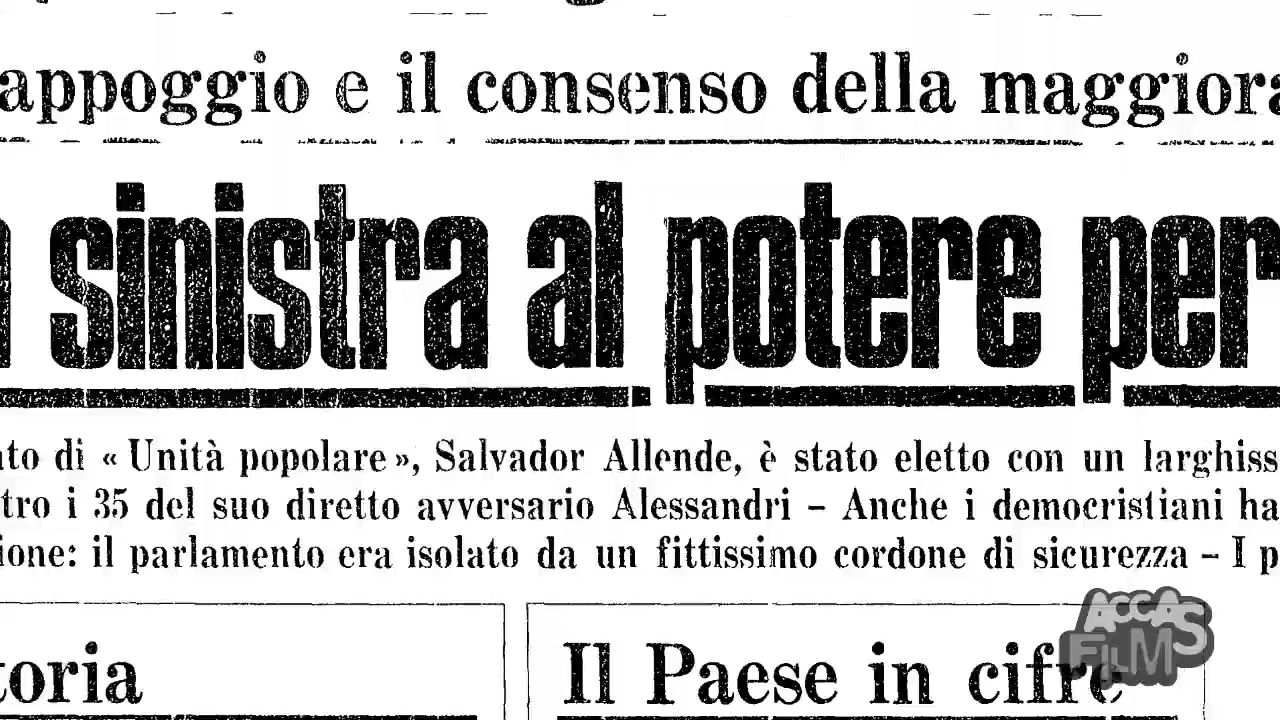 appoggio e il consenso della maggiora
sinistra al potere per
ato di « Unità popolare », Salvador Allende, è stato eletto con un larghiss
tro i 35 del suo diretto avversario Alessandri – Anche i democristiani ha
ione: il parlamento era isolato da un fittissimo cordone di sicurezza – I p
toria
Il Paese in cifre
ACCAS
FiLM